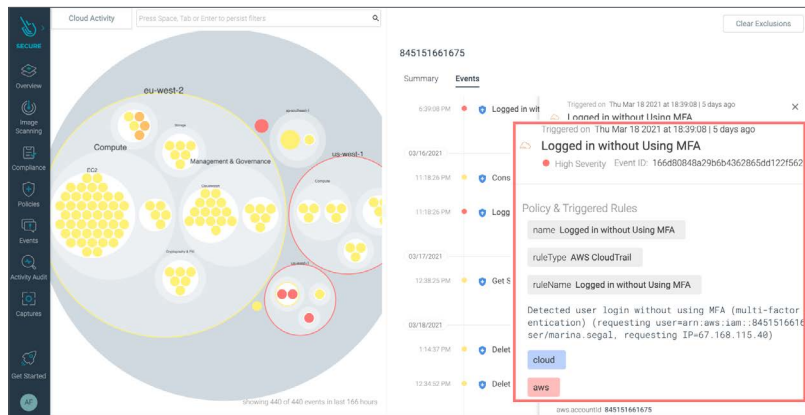 Cloud Activity
Press Space, Tab or Enter to persist filters
Clear Exclusions
SECURE
Overview
Image
Scanning
Compliance
Policies
Events
Activity Audit
Captures
Get Started
AF
eu-west-2
Compute
EC2
Management & Governance
us-west-1
Compute
showing 440 of 440 events in last 166 hours
845151661675
Summary
Events
6:39:08 PM
Logged in wit
03/16/2021
11:18:26 PM
Cons
11:18:26 PM
Logg
03/17/2021
12:38:25 PM
Get S
03/18/2021
1:14:37 PM
Delet
12:34:52 PM
Delet
Triggered on Thu Mar 18 2021 at 18:39:08 | 5 days ago
Logged in without Using MFA
Triggered on Thu Mar 18 2021 at 18:39:08 | 5 days ago
Logged in without Using MFA
High Severity Event ID: 166d80848a29b6b4362865dd122f562
Policy & Triggered Rules
name Logged in without Using MFA
ruleType AWS CloudTrail
ruleName Logged in without Using MFA
Detected user login without using MFA (multi-factor
entication) (requesting user=arn:aws:iam::8451516616
ser/marina.segal, requesting IP=67.168.115.40)
cloud
aws
aws.accountId 845151661675